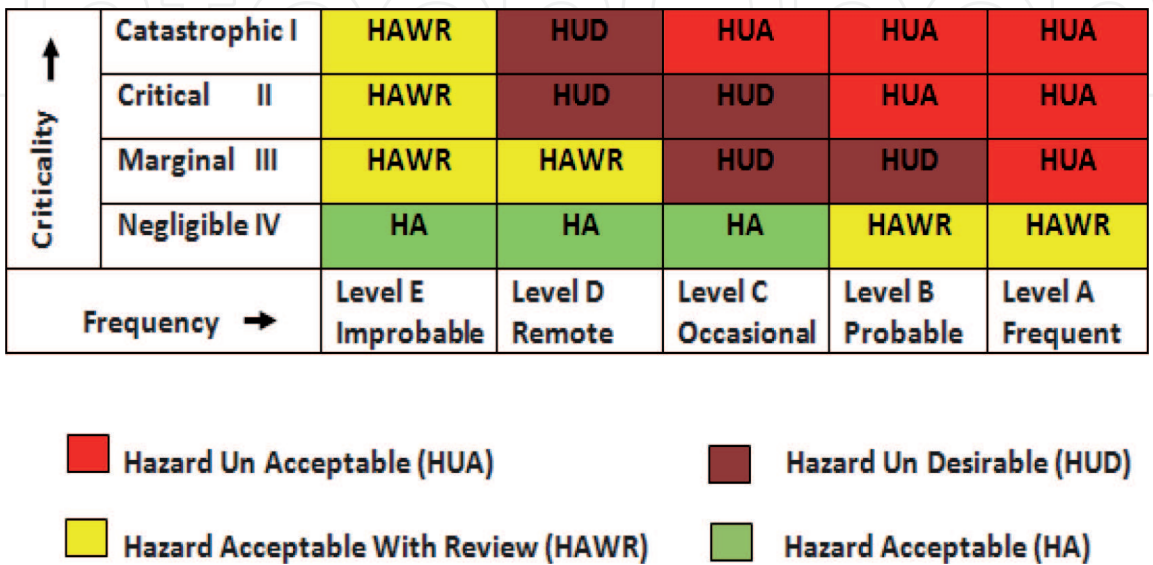 Catastrophic I HAWR HUD HUA HUA HUA
Critical II HAWR HUD HUD HUA HUA
Marginal III HAWR HAWR HUD HUD HUA
Negligible IV HA HA HA HAWR HAWR
Criticality
Frequency
Level E Level D Level C Level B Level A
Improbable Remote Occasional Probable Frequent
Hazard Un Acceptable (HUA) Hazard Un Desirable (HUD)
Hazard Acceptable With Review (HAWR) Hazard Acceptable (HA)